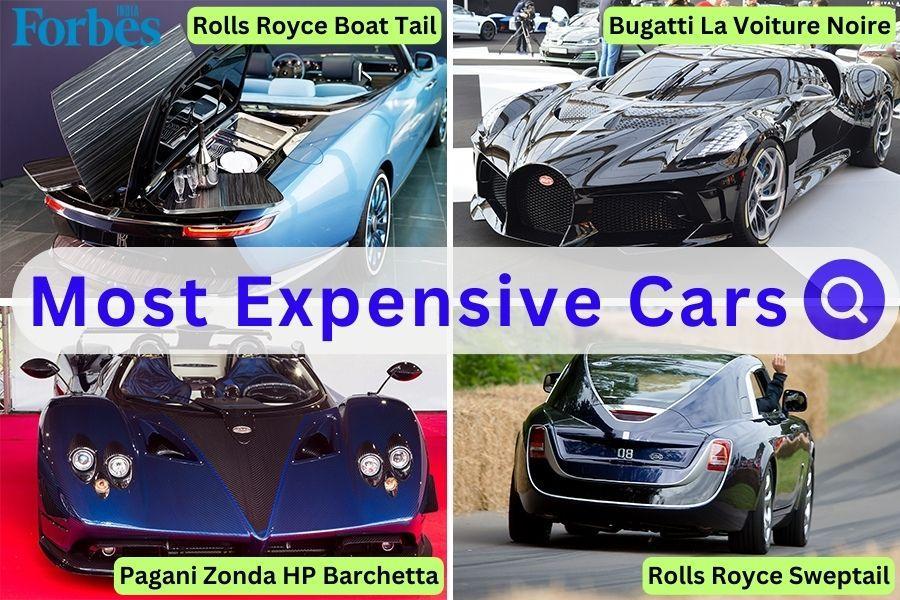 Forbes
INDIA
Rolls Royce Boat Tail
Bugatti La Voiture Noire
Most Expensive Cars
08
Pagani Zonda HP Barchetta
Rolls Royce Sweptail